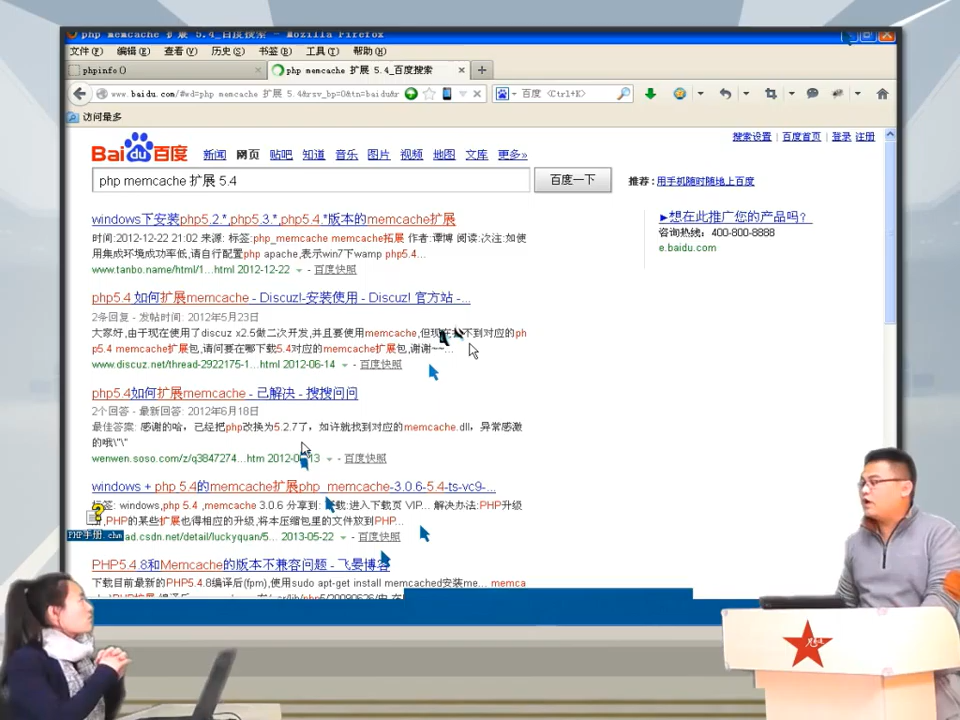 php memcache 扩展 5.4_百度搜索 - Mozilla Firefox
文件(F) 编辑(E) 查看(V) 历史(S) 书签(B) 工具(T) 帮助(H)
phpinfo() php memcache 扩展 5.4_百度搜索
www.baidu.com/#wd=php memcache 扩展 5.4&rsv_bp=0&tn=baidu&r 百度 <Ctrl+K>
访问最多
搜索设置 | 百度首页 | 登录 注册
Bai du 百度 新闻 网页 贴吧 知道 音乐 图片 视频 地图 文库 更多»
php memcache 扩展 5.4 百度一下 推荐：用手机随时随地上百度
windows下安装php5.2.*,php5.3.*,php5.4.*版本的memcache扩展
时间:2012-12-22 21:02 来源: 标签:php_memcache memcache拓展 作者:谭博 阅读:次注:如使
用集成环境成功率低,请自行配置php apache,表示win7下wamp php5.4...
www.tanbo.name/html/1...html 2012-12-22 - 百度快照
►想在此推广您的产品吗?
咨询热线：400-800-8888
e.baidu.com
php5.4 如何扩展memcache - Discuz!-安装使用 - Discuz! 官方站 -...
2条回复 - 发帖时间: 2012年5月23日
大家好,由于现在使用了discuz x2.5做二次开发,并且要使用memcache,但现 不到对应的ph
p5.4 memcache扩展包,请问要在哪下载5.4对应的memcache扩展包,谢谢~~...
www.discuz.net/thread-2922175-1...html 2012-06-14 - 百度快照
php5.4如何扩展memcache - 已解决 - 搜搜问问
2个回答 - 最新回答: 2012年6月18日
最佳答案: 感谢的哈，己经把php改换为5.2.7了，如许就找到对应的memcache.dll，异常感激
的哦\"\"
wenwen.soso.com/z/q3847274...htm 2012-0 13 - 百度快照
windows + php 5.4的memcache扩展php_memcache-3.0.6-5.4-ts-vc9-...
标签: windows,php 5.4 ,memcache 3.0.6 分享到: 载:进入下载页 VIP... 解决办法:PHP升级
,PHP的某些扩展也得相应的升级,将本压缩包里的文件放到PHP...
ad.csdn.net/detail/luckyquan/5... 2013-05-22 - 百度快照
PHP手册.chm
PHP5.4.8和Memcache的版本不兼容问题 - 飞晏博客
下载目前最新的PHP5.4.8编译后(fpm),使用sudo apt-get install memcached安装me... memca